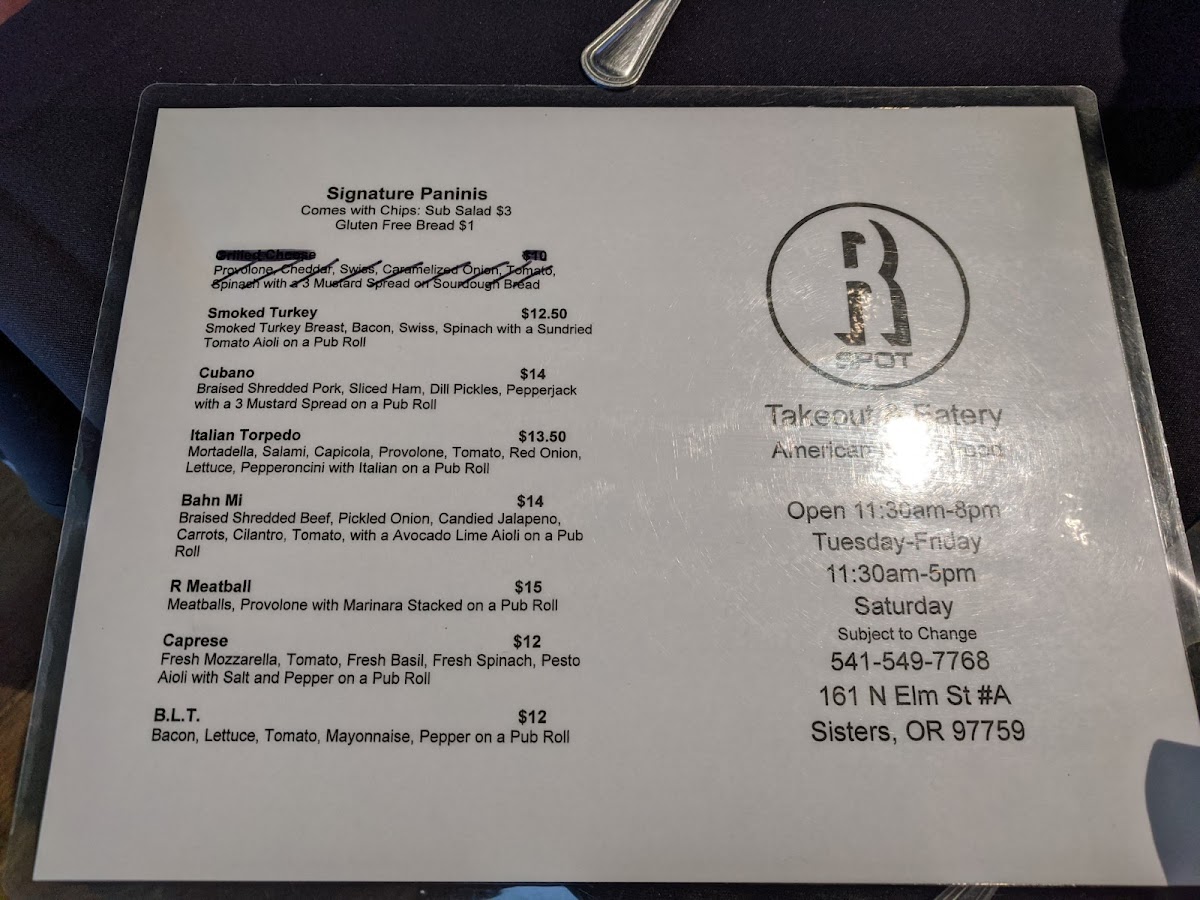 Signature Paninis
Comes with Chips: Sub Salad $3
Gluten Free Bread $1
Grilled Cheese $10
Provolone, Cheddar, Swiss, Caramelized Onion, Tomato,
Spinach with a 3 Mustard Spread on Sourdough Bread
Smoked Turkey $12.50
Smoked Turkey Breast, Bacon, Swiss, Spinach with a Sundried
Tomato Aioli on a Pub Roll
Cubano $14
Braised Shredded Pork, Sliced Ham, Dill Pickles, Pepperjack
with a 3 Mustard Spread on a Pub Roll
Italian Torpedo $13.50
Mortadella, Salami, Capicola, Provolone, Tomato, Red Onion,
Lettuce, Pepperoncini with Italian on a Pub Roll
Bahn Mi $14
Braised Shredded Beef, Pickled Onion, Candied Jalapeno,
Carrots, Cilantro, Tomato, with a Avocado Lime Aioli on a Pub
Roll
R Meatball $15
Meatballs, Provolone with Marinara Stacked on a Pub Roll
Caprese $12
Fresh Mozzarella, Tomato, Fresh Basil, Fresh Spinach, Pesto
Aioli with Salt and Pepper on a Pub Roll
B.L.T. $12
Bacon, Lettuce, Tomato, Mayonnaise, Pepper on a Pub Roll
R
SPOT
Takeout & Eatery
American Food
Open 11:30am-8pm
Tuesday-Friday
11:30am-5pm
Saturday
Subject to Change
541-549-7768
161 N Elm St #A
Sisters, OR 97759